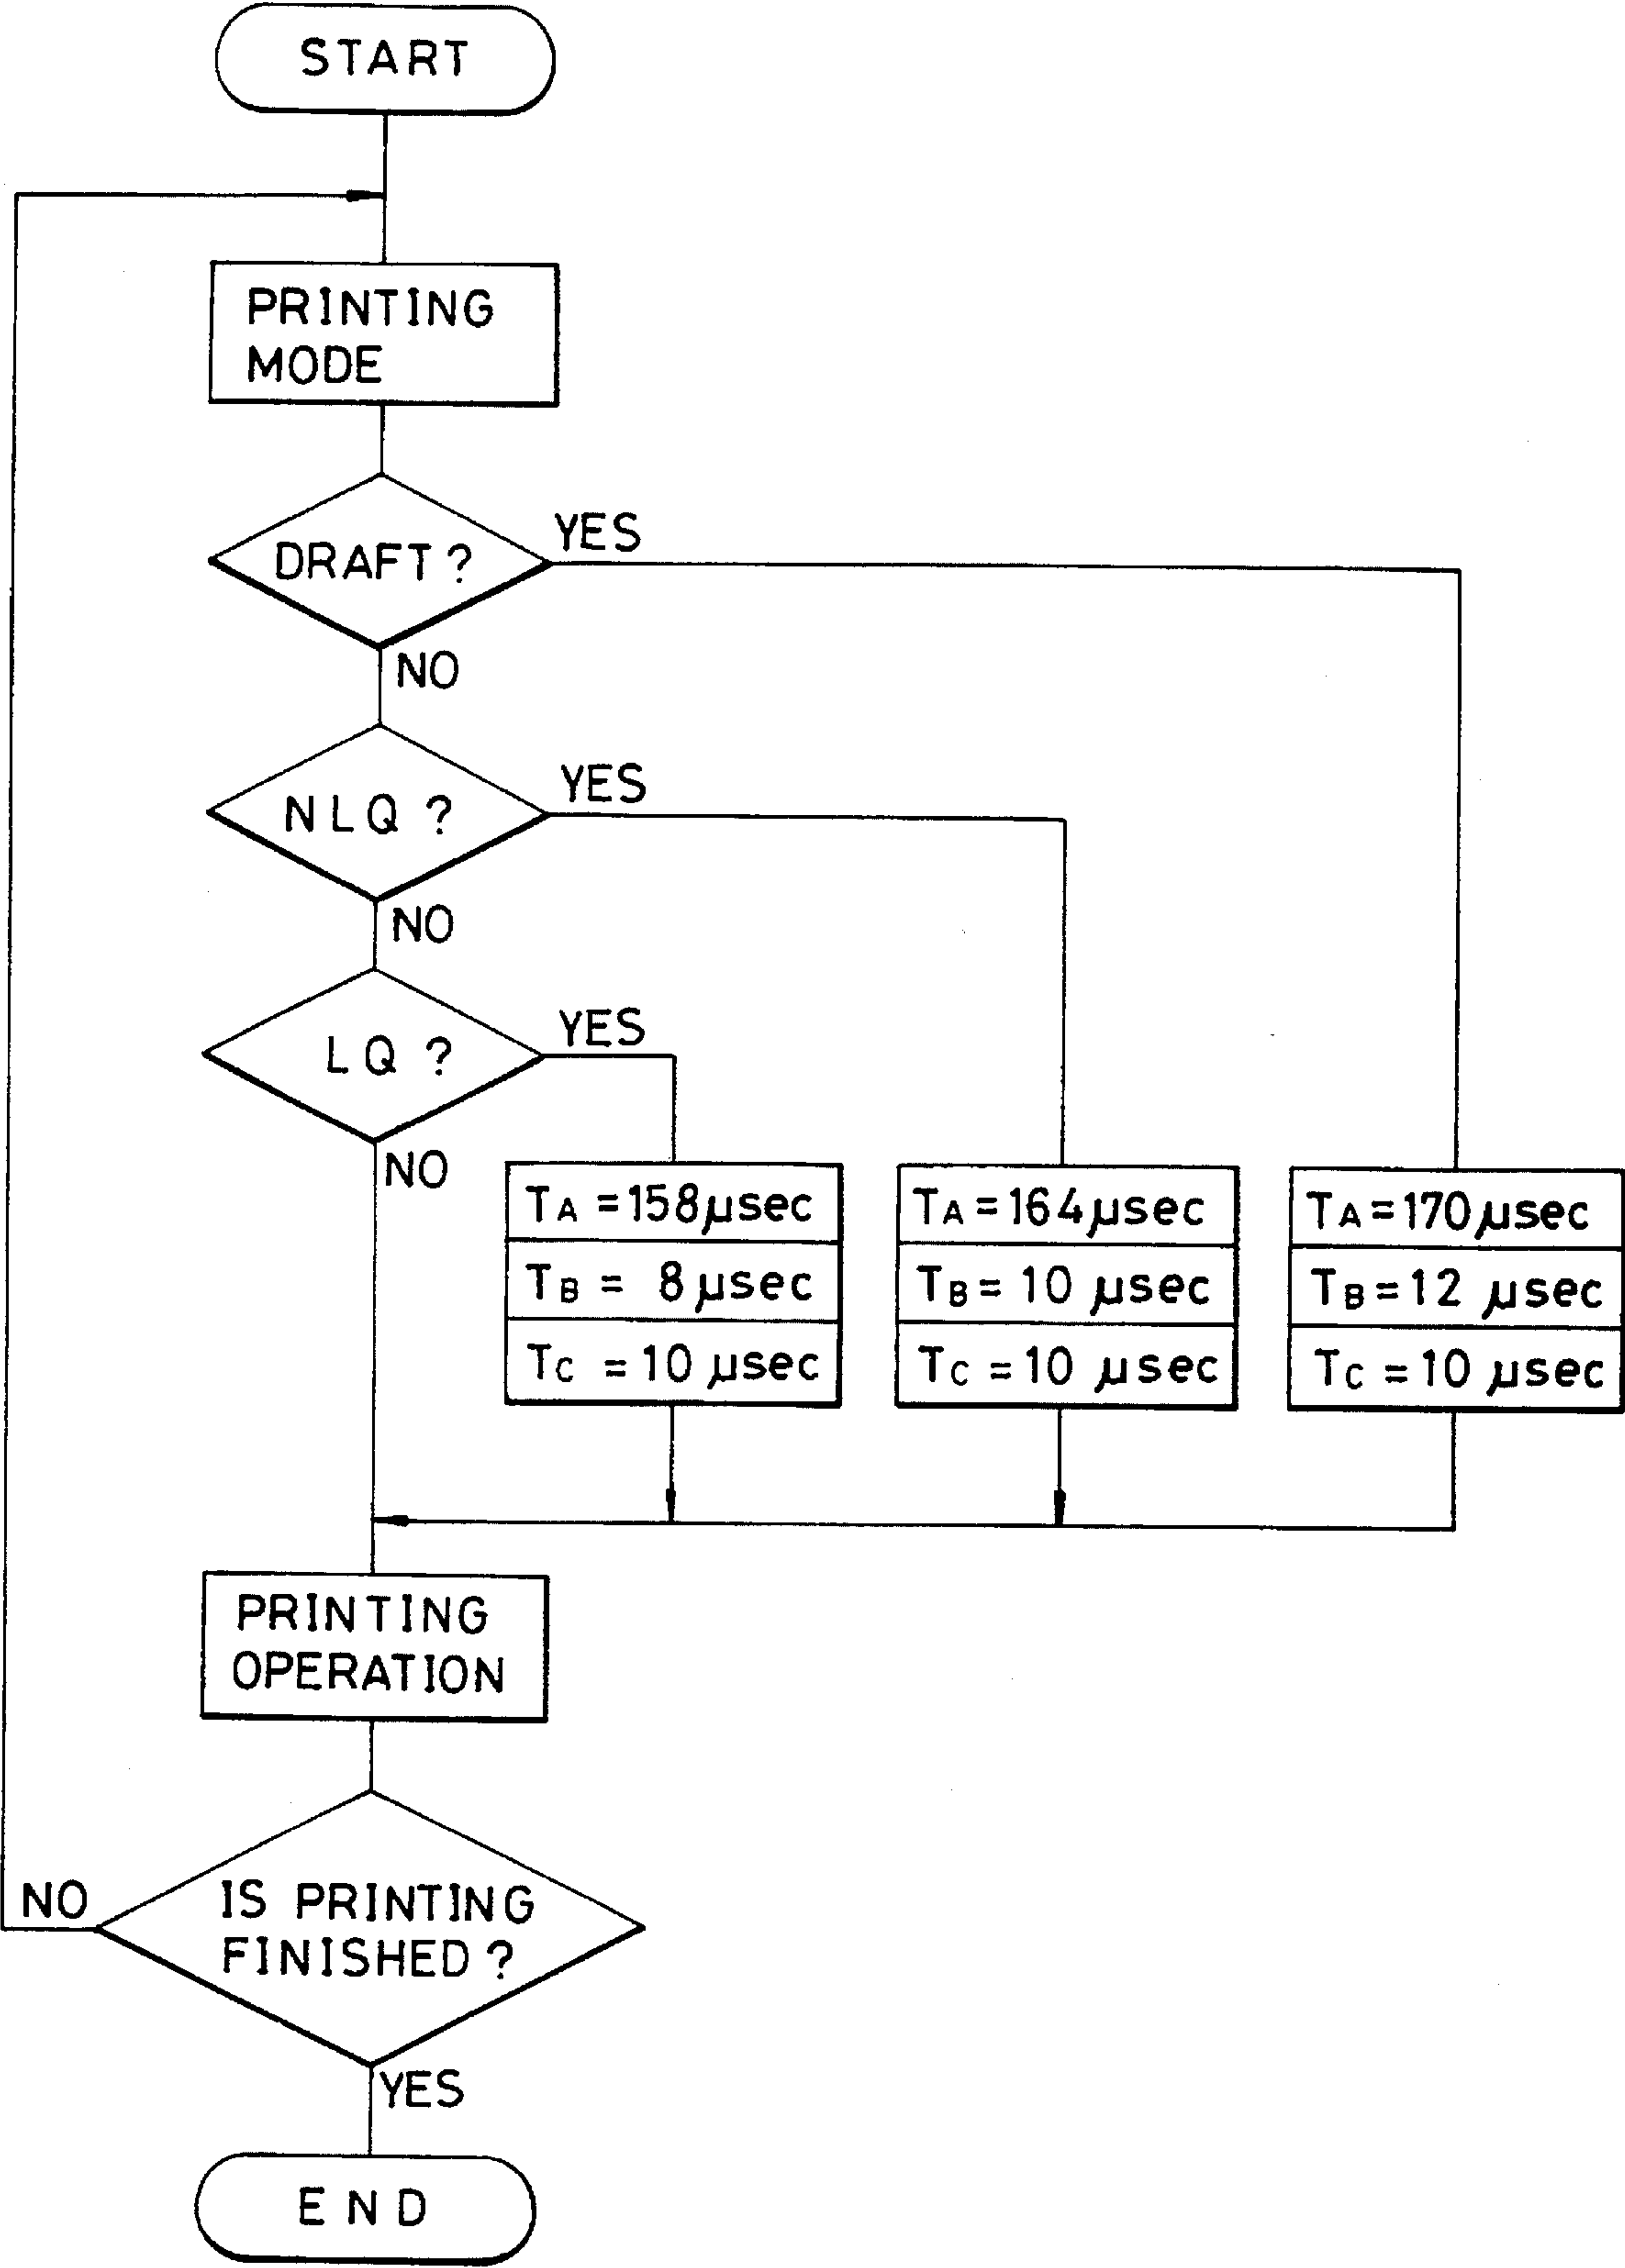 START
PRINTING
MODE
DRAFT?
YES
NO
NLQ ?
YES
NO
LQ ?
YES
NO
TA =158μsec
TB = 8μsec
TC =10 μsec
TA=164μsec
TB=10 μsec
TC=10 μsec
TA=170μsec
TB=12 μsec
TC=10 μsec
PRINTING
OPERATION
IS PRINTING
FINISHED?
NO
YES
END